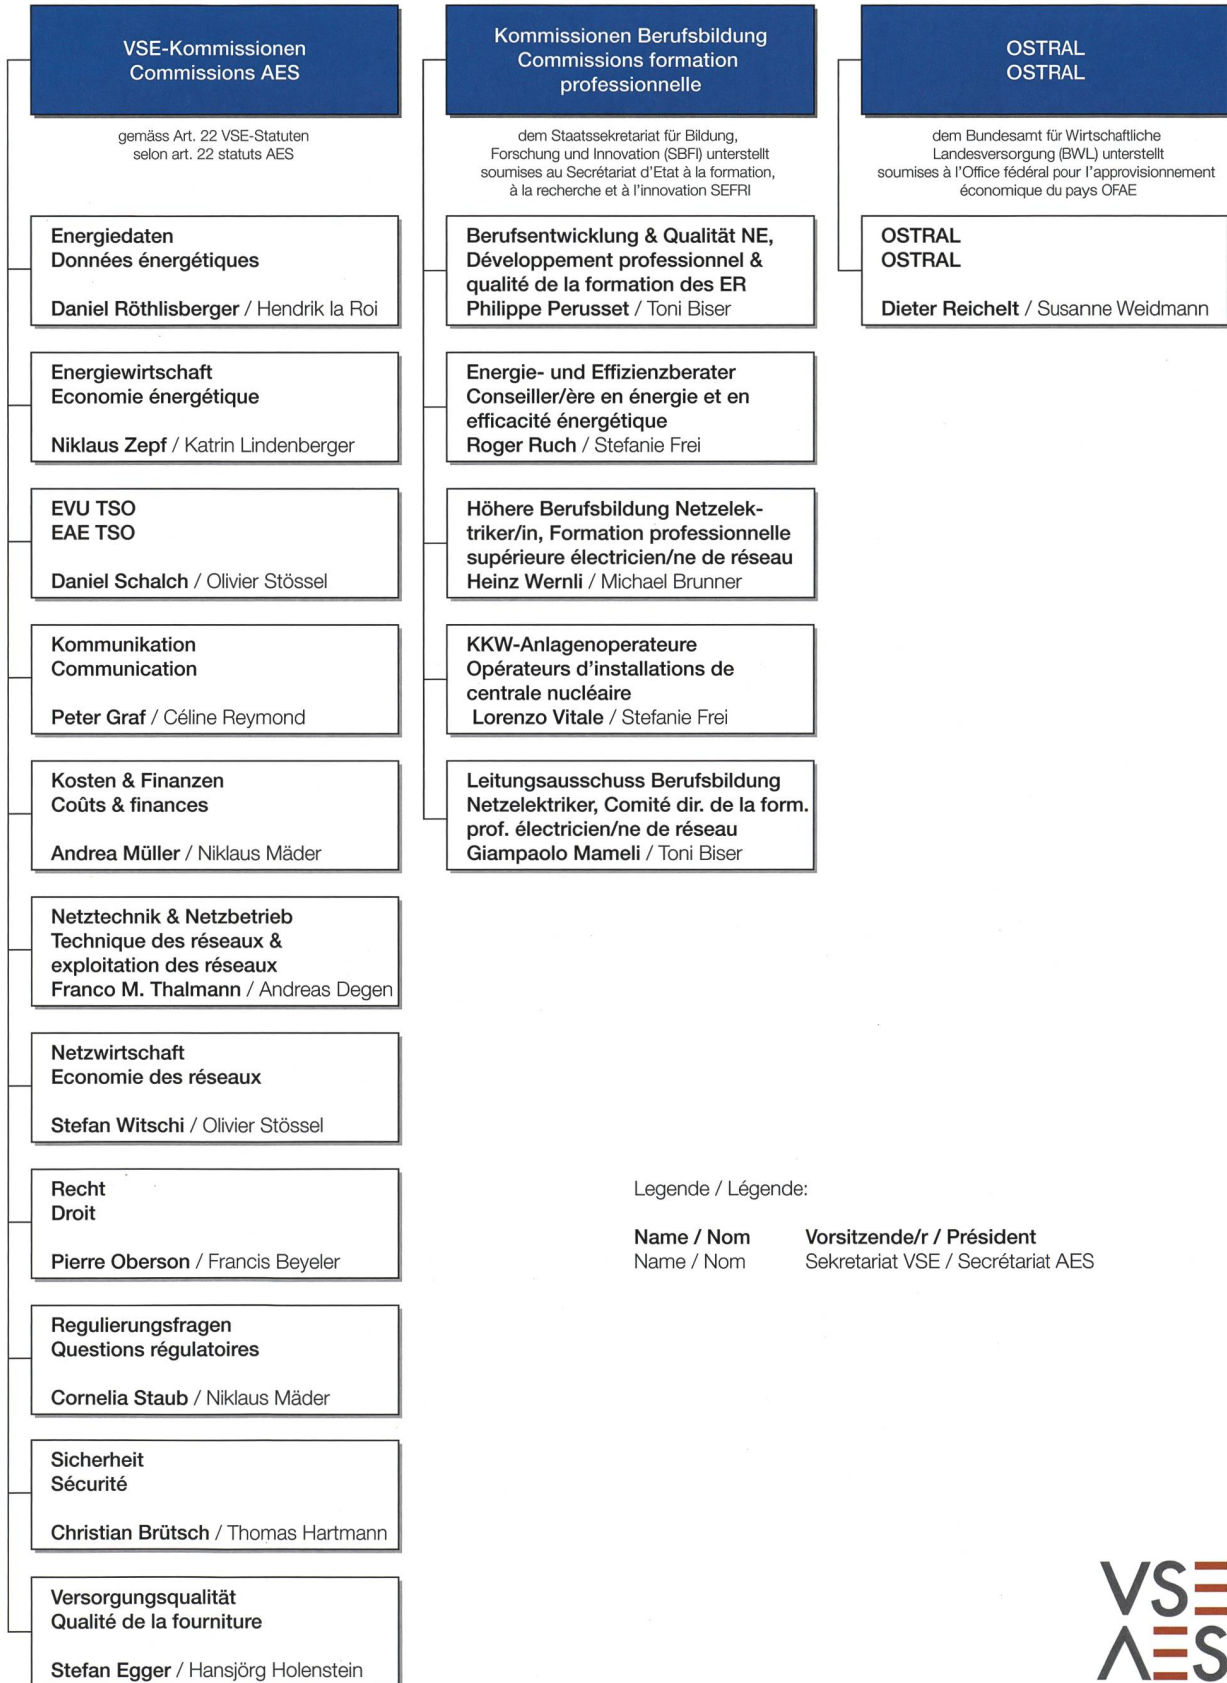 VSE-Kommissionen
Commissions AES
gemäss Art. 22 VSE-Statuten
selon art. 22 statuts AES
Energiedaten
Données énergétiques
Daniel Röthlisberger / Hendrik la Roi
Energiewirtschaft
Economie énergétique
Niklaus Zepf / Katrin Lindenberger
EVU TSO
EAE TSO
Daniel Schalch / Olivier Stössel
Kommunikation
Communication
Peter Graf / Céline Reymond
Kosten & Finanzen
Coûts & finances
Andrea Müller / Niklaus Mäder
Netztechnik & Netzbetrieb
Technique des réseaux &
exploitation des réseaux
Franco M. Thalmann / Andreas Degen
Netzwirtschaft
Economie des réseaux
Stefan Witschi / Olivier Stössel
Recht
Droit
Pierre Oberson / Francis Beyeler
Regulierungsfragen
Questions régulatoires
Cornelia Staub / Niklaus Mäder
Sicherheit
Sécurité
Christian Brütsch / Thomas Hartmann
Versorgungsqualität
Qualité de la fourniture
Stefan Egger / Hansjörg Holenstein
Kommissionen Berufsbildung
Commissions formation
professionnelle
dem Staatssekretariat für Bildung,
Forschung und Innovation (SBFI) unterstellt
soumises au Secrétariat d'Etat à la formation,
à la recherche et à l'innovation SEFRI
Berufsentwicklung & Qualität NE,
Développement professionnel &
qualité de la formation des ER
Philippe Perusset / Toni Biser
Energie- und Effizienzberater
Conseiller/ère en énergie et en
efficacité énergétique
Roger Ruch / Stefanie Frei
Höhere Berufsbildung Netzelek-
triker/in, Formation professionnelle
supérieure électricien/ne de réseau
Heinz Wernli / Michael Brunner
KKW-Anlagenoperateure
Opérateurs d'installations de
centrale nucléaire
Lorenzo Vitale / Stefanie Frei
Leitungsausschuss Berufsbildung
Netzelektriker, Comité dir. de la form.
prof. électricien/ne de réseau
Giampaolo Mameli / Toni Biser
OSTRAL
OSTRAL
dem Bundesamt für Wirtschaftliche
Landesversorgung (BWL) unterstellt
soumises à l'Office fédéral pour l'approvisionnement
économique du pays OFAE
OSTRAL
OSTRAL
Dieter Reichelt / Susanne Weidmann
Legende / Légende:
Name / Nom Vorsitzende/r / Président
Name / Nom Sekretariat VSE / Secrétariat AES
VSE
AES